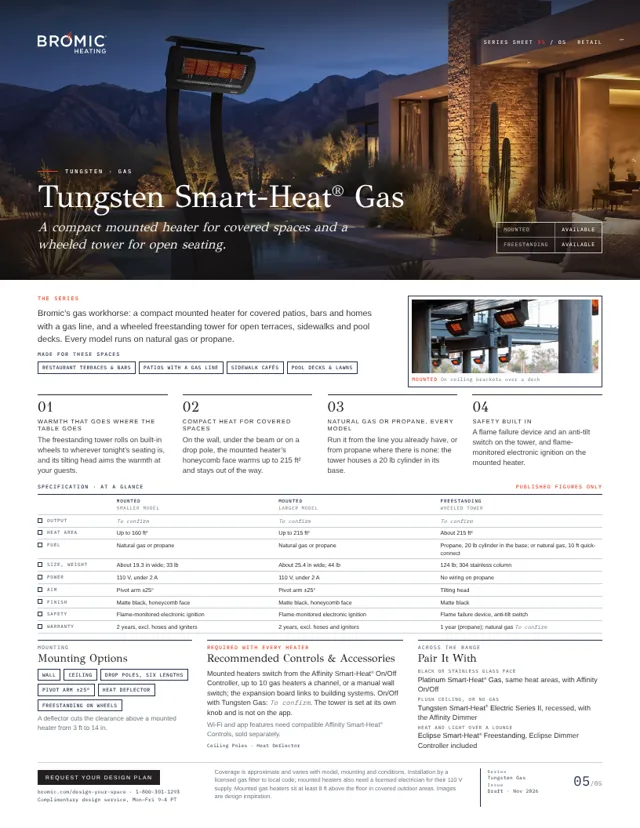 BROMIC
HEATING
SERIES SHEET 05 / 05 RETAIL
TUNGSTEN · GAS
Tungsten Smart-Heat® Gas
A compact mounted heater for covered spaces and a
wheeled tower for open seating.
MOUNTED AVAILABLE
FREESTANDING AVAILABLE
THE SERIES
Bromic's gas workhorse: a compact mounted heater for covered patios, bars and homes
with a gas line, and a wheeled freestanding tower for open terraces, sidewalks and pool
decks. Every model runs on natural gas or propane.
MADE FOR THESE SPACES
RESTAURANT TERRACES & BARS PATIOS WITH A GAS LINE SIDEWALK CAFÉS POOL DECKS & LAWNS
MOUNTED On ceiling brackets over a deck
01
WARMTH THAT GOES WHERE THE
TABLE GOES
The freestanding tower rolls on built-in
wheels to wherever tonight's seating is,
and its tilting head aims the warmth at
your guests.
02
COMPACT HEAT FOR COVERED
SPACES
On the wall, under the beam or on a
drop pole, the mounted heater's
honeycomb face warms up to 215 ft²
and stays out of the way.
03
NATURAL GAS OR PROPANE, EVERY
MODEL
Run it from the line you already have, or
from propane where there is none: the
tower houses a 20 lb cylinder in its
base.
04
SAFETY BUILT IN
A flame failure device and an anti-tilt
switch on the tower, and flame-
monitored electronic ignition on the
mounted heater.
SPECIFICATION · AT A GLANCE PUBLISHED FIGURES ONLY
MOUNTED MOUNTED FREESTANDING
SMALLER MODEL LARGER MODEL WHEELED TOWER
OUTPUT To confirm To confirm To confirm
HEAT AREA Up to 160 ft² Up to 215 ft² About 215 ft²
FUEL Natural gas or propane Natural gas or propane Propane, 20 lb cylinder in the base; or natural gas, 10 ft quick-
connect
SIZE, WEIGHT About 19.3 in wide; 33 lb About 25.4 in wide; 44 lb 124 lb; 304 stainless column
POWER 110 V, under 2 A 110 V, under 2 A No wiring on propane
AIM Pivot arm ±25° Pivot arm ±25° Tilting head
FINISH Matte black, honeycomb face Matte black, honeycomb face Matte black
SAFETY Flame-monitored electronic ignition Flame-monitored electronic ignition Flame failure device, anti-tilt switch
WARRANTY 2 years, excl. hoses and igniters 2 years, excl. hoses and igniters 1 year (propane); natural gas To confirm
MOUNTING
Mounting Options
WALL CEILING DROP POLES, SIX LENGTHS
PIVOT ARM ±25° HEAT DEFLECTOR
FREESTANDING ON WHEELS
A deflector cuts the clearance above a mounted
heater from 3 ft to 14 in.
REQUIRED WITH EVERY HEATER
Recommended Controls & Accessories
Mounted heaters switch from the Affinity Smart-Heat® On/Off
Controller, up to 10 gas heaters a channel, or a manual wall
switch; the expansion board links to building systems. On/Off
with Tungsten Gas: To confirm. The tower is set at its own
knob and is not on the app.
Wi-Fi and app features need compatible Affinity Smart-Heat®
Controls, sold separately.
Ceiling Poles · Heat Deflector
ACROSS THE RANGE
Pair It With
BLACK OR STAINLESS GLASS FACE
Platinum Smart-Heat® Gas, same heat areas, with Affinity
On/Off
FLUSH CEILING, OR NO GAS
Tungsten Smart-Heat® Electric Series II, recessed, with
the Affinity Dimmer
HEAT AND LIGHT OVER A LOUNGE
Eclipse Smart-Heat® Freestanding, Eclipse Dimmer
Controller included
REQUEST YOUR DESIGN PLAN
bromic.com/design-your-space · 1-800-301-1293
Complimentary design service, Mon-Fri 9-4 PT
Coverage is approximate and varies with model, mounting and conditions. Installation by a
licensed gas fitter to local code; mounted heaters also need a licensed electrician for their 110 V
supply. Mounted gas heaters sit at least 8 ft above the floor in covered outdoor areas. Images
are design inspiration.
Series
Tungsten Gas
Issue
Draft · Nov 2026
05/05